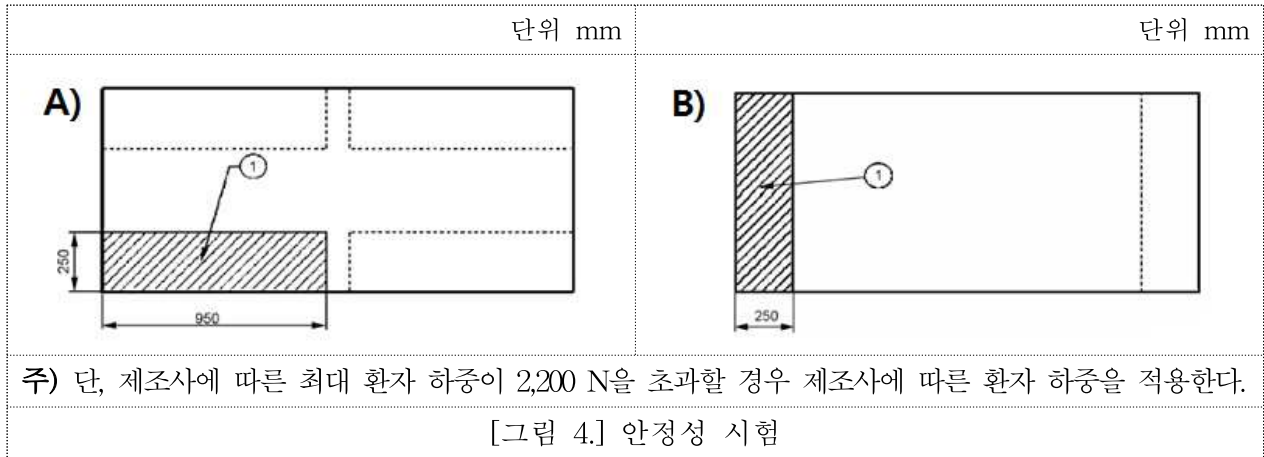 단위 mm
단위 mm
A)
1
250
950
B)
1
250
주) 단, 제조사에 따른 최대 환자 하중이 2,200 N을 초과할 경우 제조사에 따른 환자 하중을 적용한다.
[그림 4.] 안정성 시험